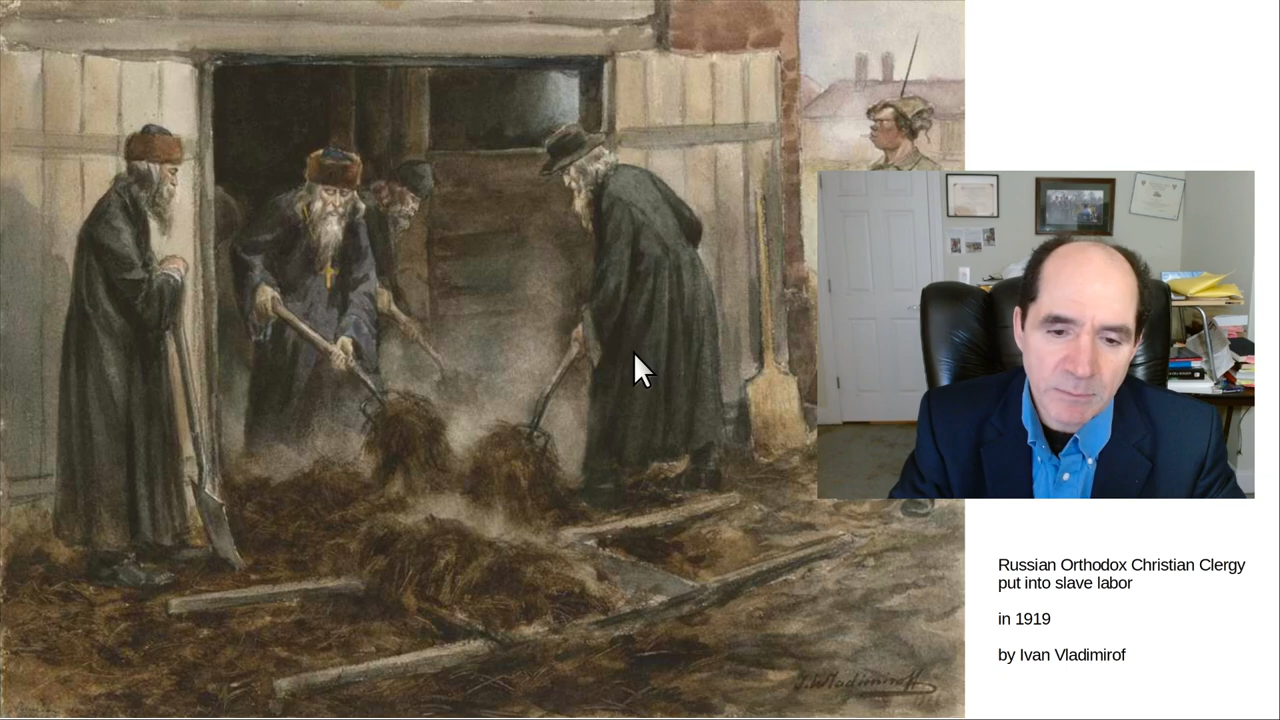 Russian Orthodox Christian Clergy
put into slave labor
in 1919
by Ivan Vladimirof